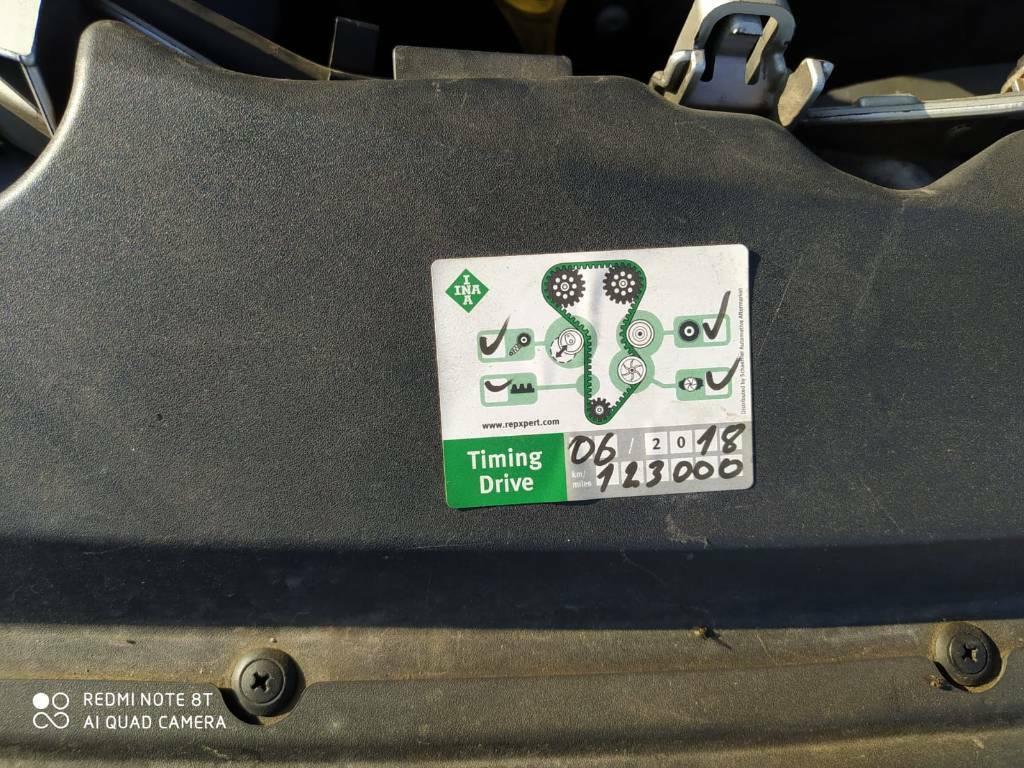 INA
INA
www.repxpert.com
Distributed by Schaeffler Automotive Aftermarket
Timing
Drive
06 / 2018
km/
miles
123000
REDMI NOTE 8T
AI QUAD CAMERA